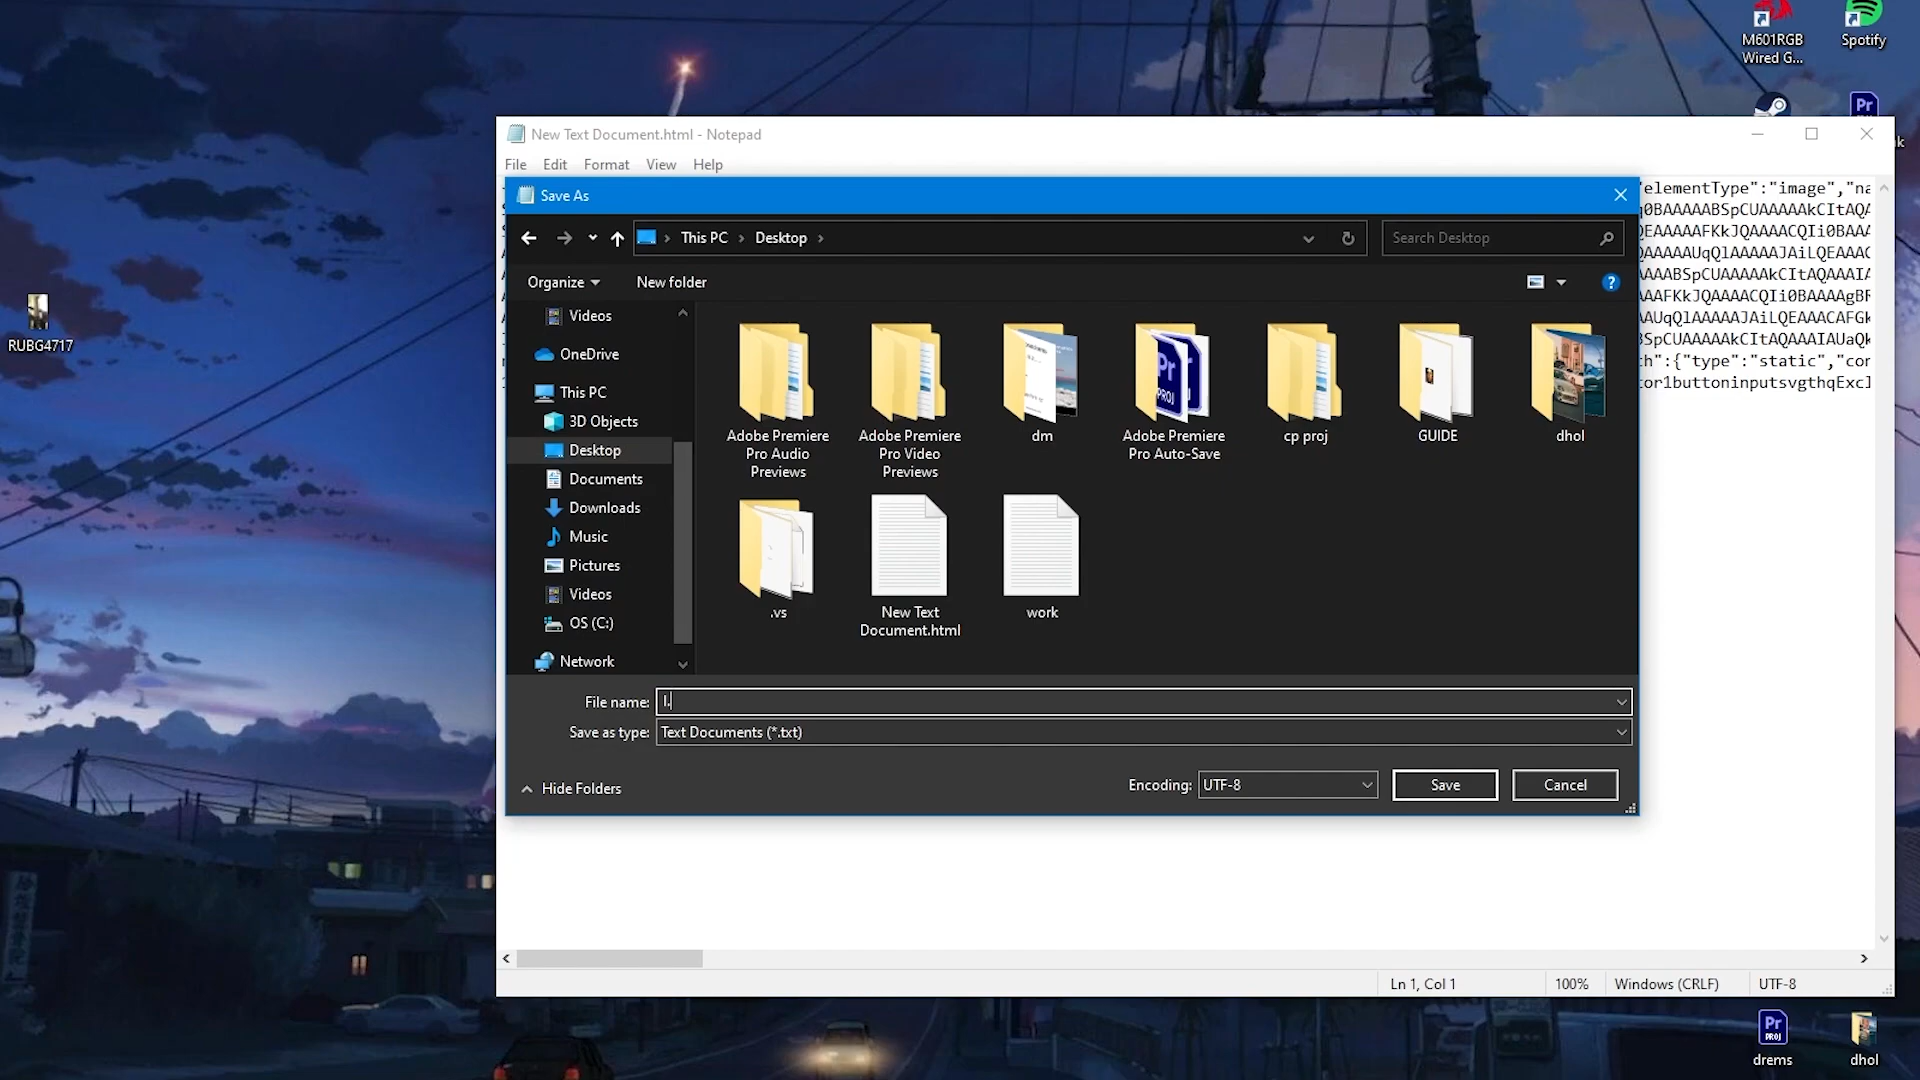 M601RGB
Wired G...
Spotify
RUBG4717
New Text Document.html - Notepad
File Edit Format View Help
Save As
This PC Desktop
Search Desktop
Organize New folder
Videos
OneDrive
This PC
3D Objects
Desktop
Documents
Downloads
Music
Pictures
Videos
OS (C:)
Network
Adobe Premiere
Pro Audio
Previews
Adobe Premiere
Pro Video
Previews
dm
Adobe Premiere
Pro Auto-Save
cp proj
GUIDE
dhol
.vs
New Text
Document.html
work
File name: l.
Save as type: Text Documents (*.txt)
Hide Folders
Encoding: UTF-8
Save
Cancel
elementType":"image","na
Ln 1, Col 1
100%
Windows (CRLF)
UTF-8
Pr
PROJ
drems
dhol